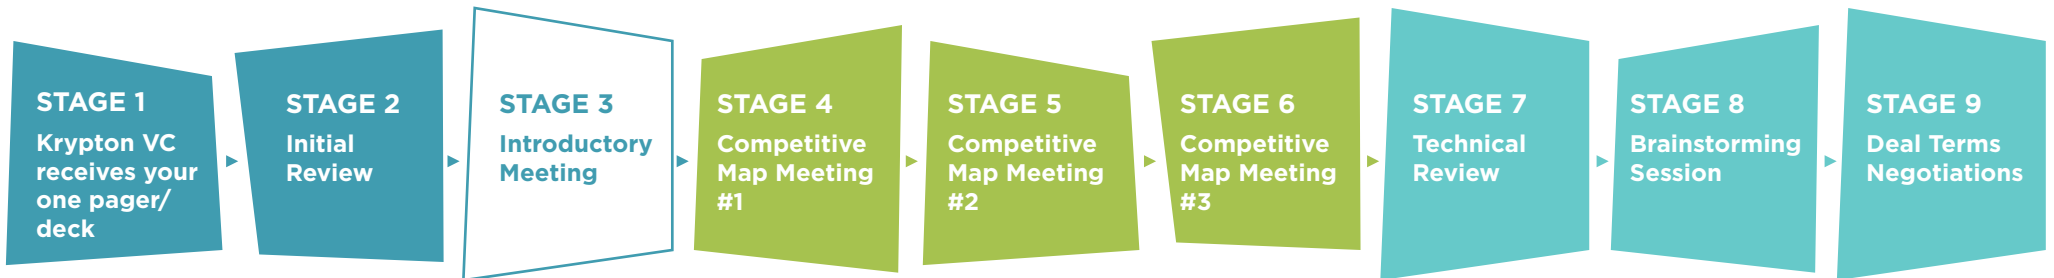 STAGE 1
Krypton VC
receives your
one pager/
deck
STAGE 2
Initial
Review
STAGE 3
Introductory
Meeting
STAGE 4
Competitive
Map Meeting
#1
STAGE 5
Competitive
Map Meeting
#2
STAGE 6
Competitive
Map Meeting
#3
STAGE 7
Technical
Review
STAGE 8
Brainstorming
Session
STAGE 9
Deal Terms
Negotiations